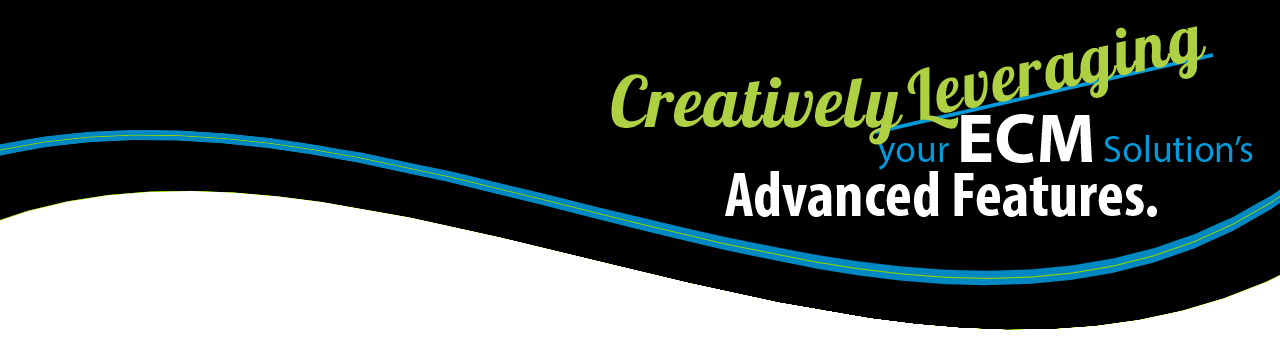 Creatively Leveraging
your ECM Solution's
Advanced Features.